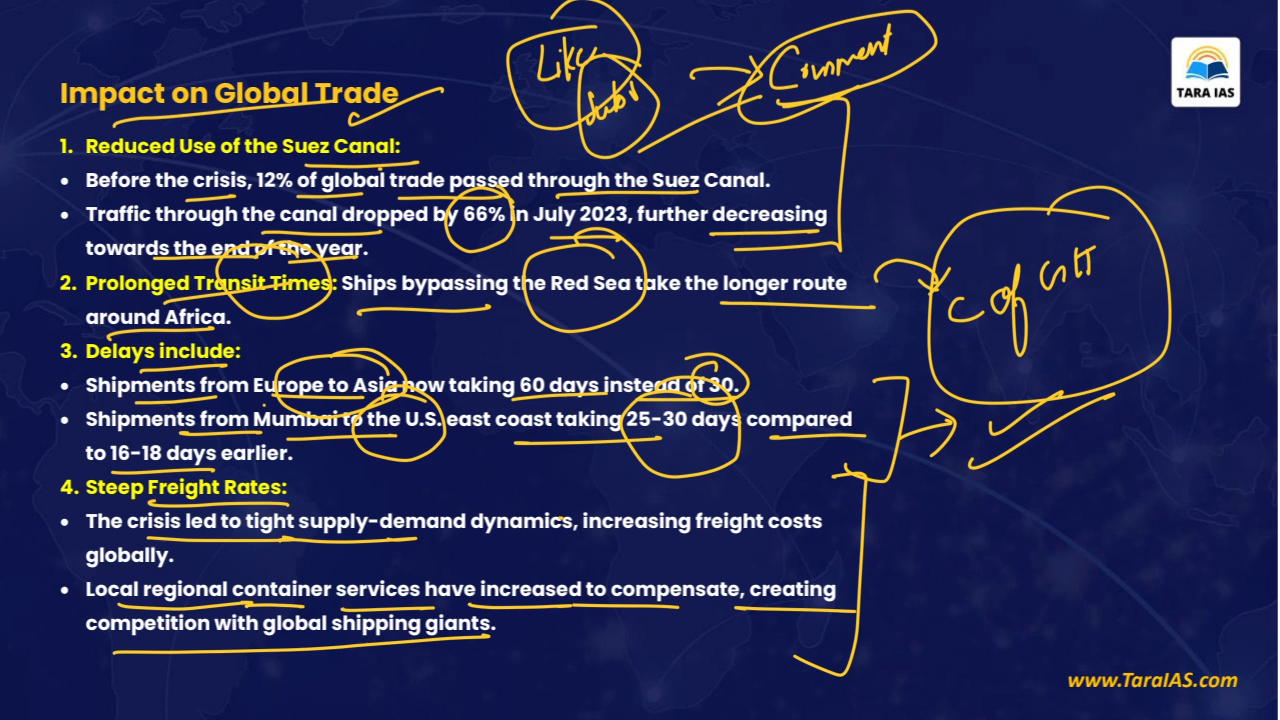 Like
Comment
TARA IAS
Impact on Global Trade
1. Reduced Use of the Suez Canal:
• Before the crisis, 12% of global trade passed through the Suez Canal.
• Traffic through the canal dropped by 66% in July 2023, further decreasing
towards the end of the year.
2. Prolonged Transit Times: Ships bypassing the Red Sea take the longer route
around Africa.
C of GH
3. Delays include:
• Shipments from Europe to Asia now taking 60 days instead of 30.
• Shipments from Mumbai to the U.S. east coast taking 25-30 days compared
to 16-18 days earlier.
4. Steep Freight Rates:
• The crisis led to tight supply-demand dynamics, increasing freight costs
globally.
• Local regional container services have increased to compensate, creating
competition with global shipping giants.
www.TaraIAS.com